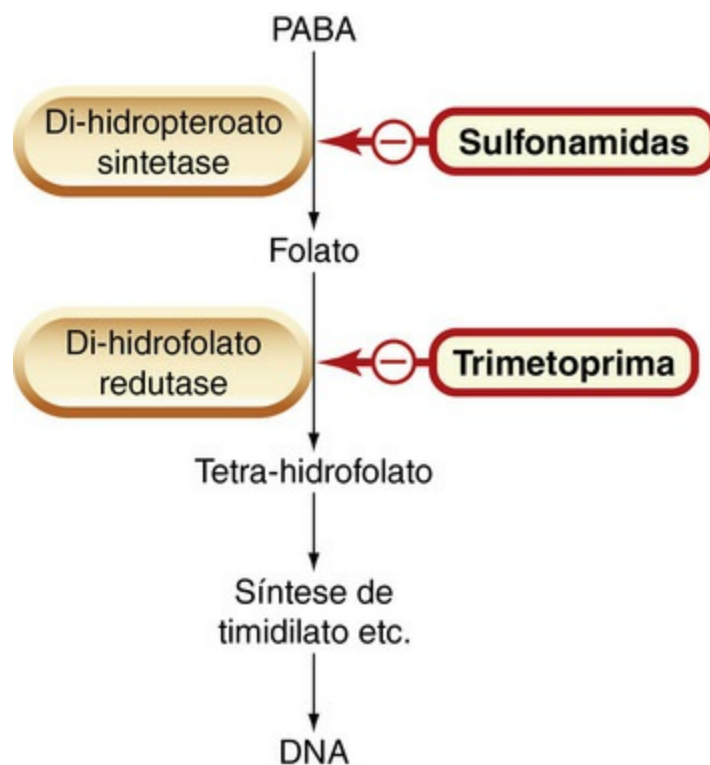 PABA
Di-hidropteroato
sintetase
Sulfonamidas
Folato
Di-hidrofolato
redutase
Trimetoprima
Tetra-hidrofolato
Síntese de
timidilato etc.
DNA